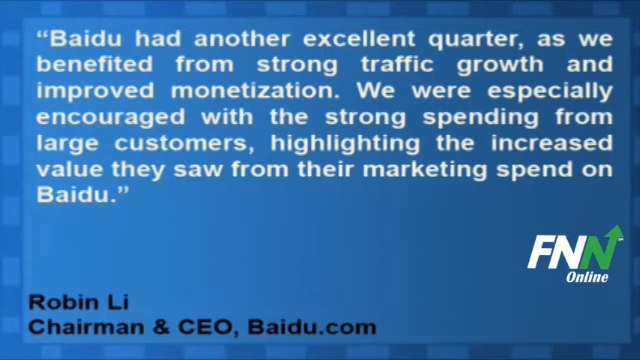 “Baidu had another excellent quarter, as we
benefited from strong traffic growth and
improved monetization. We were especially
encouraged with the strong spending from
large customers, highlighting the increased
value they saw from their marketing spend on
Baidu.”
FNN
Online
Robin Li
Chairman & CEO, Baidu.com